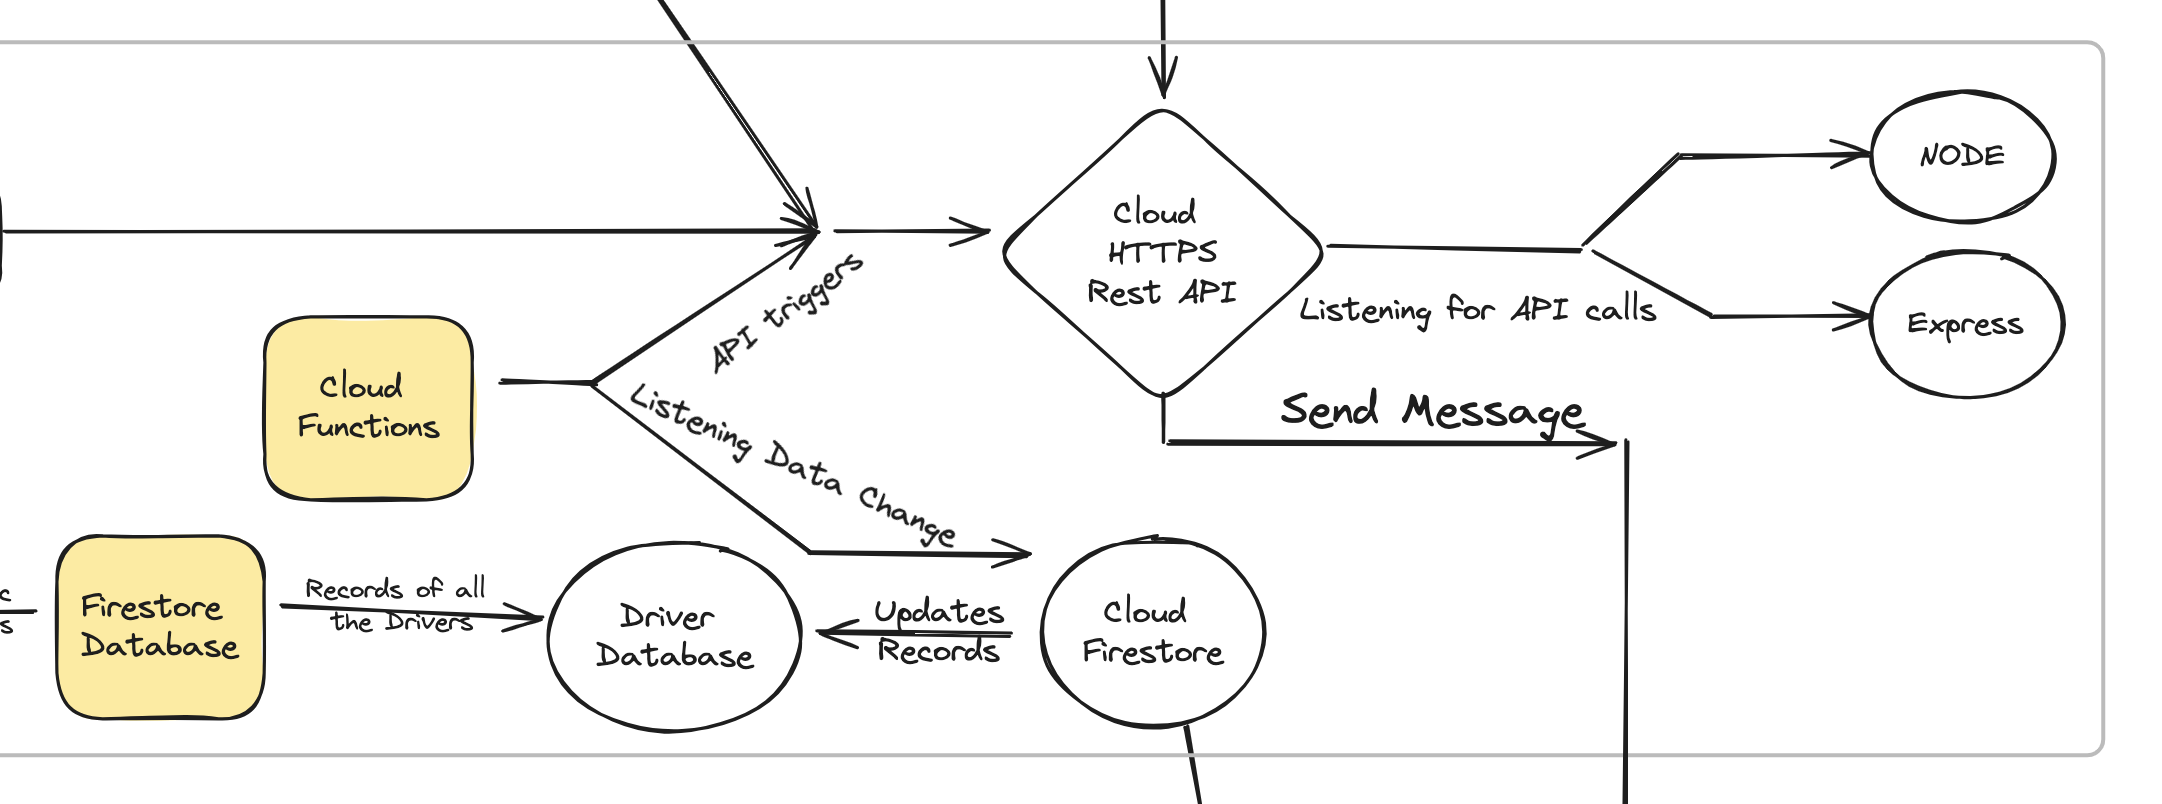 NODE
Cloud
HTTPS
Rest API
API triggers
Listening for API calls
Express
Cloud
Functions
Send Message
Listening Data Change
c
s
Firestore
Database
Records of all
the Drivers
Driver
Database
Updates
Records
Cloud
Firestore